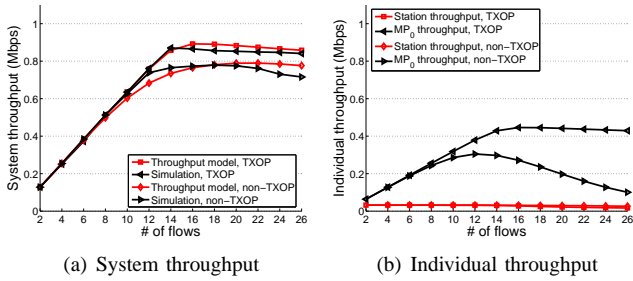 System throughput (Mbps)
1
0.8
0.6
0.4
0.2
0
2 4 6 8 10 12 14 16 18 20 22 24 26
# of flows
Throughput model, TXOP
Simulation, TXOP
Throughput model, non-TXOP
Simulation, non-TXOP
(a) System throughput
Individual throughput (Mbps)
1
0.8
0.6
0.4
0.2
0
2 4 6 8 10 12 14 16 18 20 22 24 26
# of flows
Station throughput, TXOP
MP0 throughput, TXOP
Station throughput, non-TXOP
MP0 throughput, non-TXOP
(b) Individual throughput